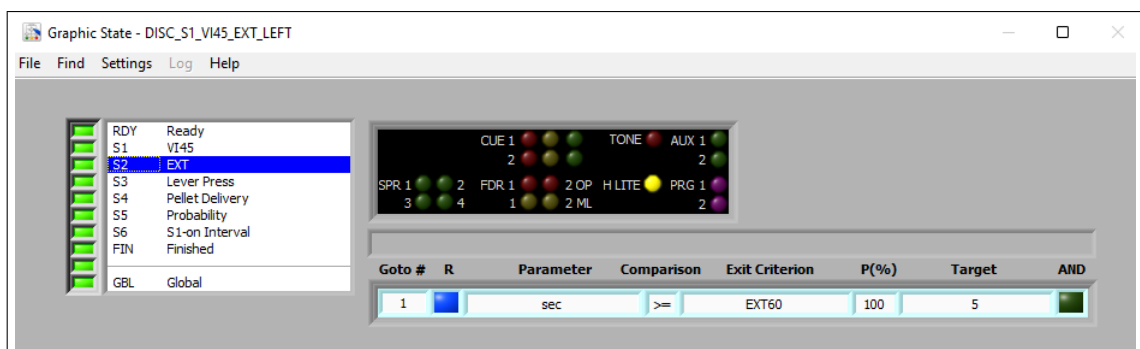 Graphic State - DISC_S1_VI45_EXT_LEFT
File Find Settings Log Help
RDY Ready
S1 VI45
S2 EXT
S3 Lever Press
S4 Pellet Delivery
S5 Probability
S6 S1-on Interval
FIN Finished
GBL Global
CUE 1 TONE AUX 1
2 2
SPR 1 2 FDR 1 2 OP H LITE PRG 1
3 4 1 2 ML 2
Goto # R Parameter Comparison Exit Criterion P(%) Target AND
1 sec >= EXT60 100 5